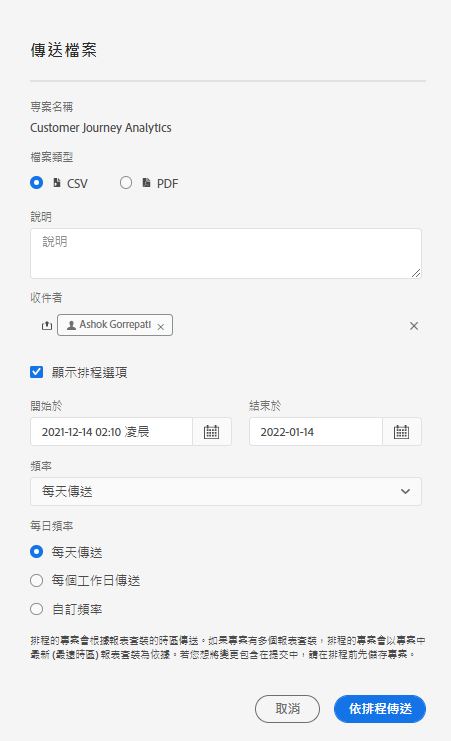 傳送檔案
專案名稱
Customer Journey Analytics
檔案類型
CSV PDF
說明
說明
收件者
Ashok Gorrepati
顯示排程選項
開始於 結束於
2021-12-14 02:10 凌晨 2022-01-14
頻率
每天傳送
每日頻率
每天傳送
每個工作日傳送
自訂頻率
排程的專案會根據報表套裝的時區傳送。如果專案有多個報表套裝，排程的專案會以專案中
最新 (最遠時區) 報表套裝為依據。若您想將變更包含在提交中，請在排程前先儲存專案。
取消 依排程傳送